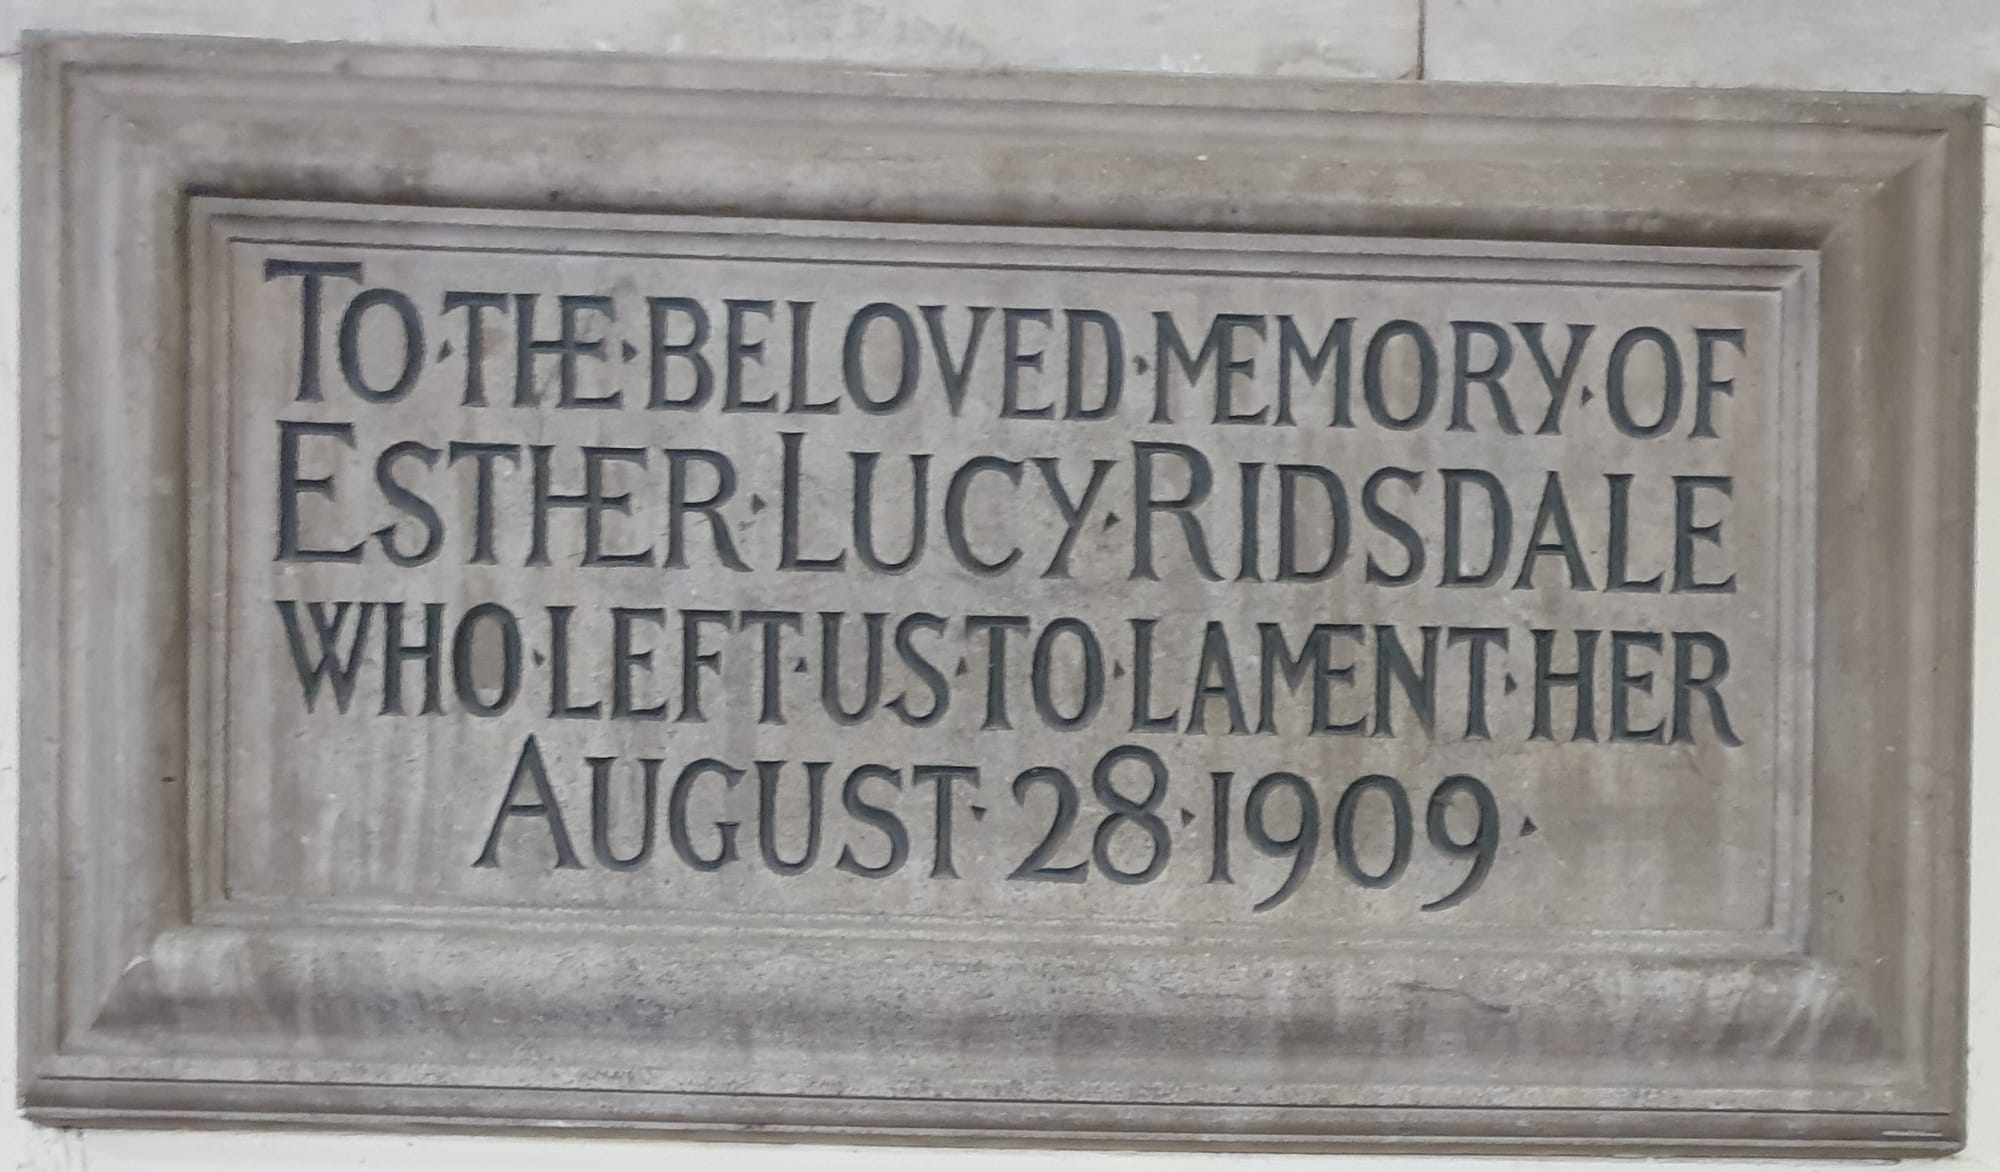 TO·THE·BELOVED·MEMORY·OF
ESTHER·LUCY·RIDSDALE
WHO·LEFT·US·TO·LAMENT·HER
AUGUST·28·1909·